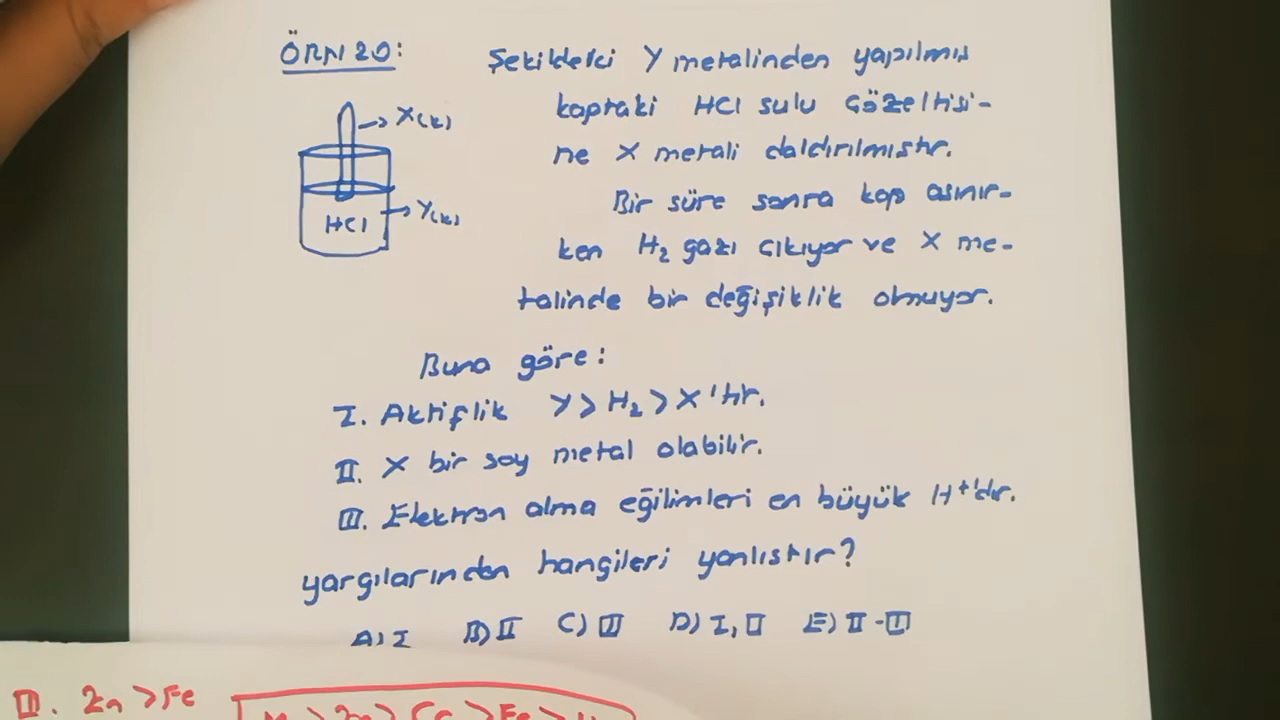 ÖRN 20:
Şekildeki Y metalinden yapılmış
kaptaki HCl sulu çözeltisi-
ne X metali daldırılmıştır.
Bir süre sonra kap aşınır-
ken H₂ gazı çıkıyor ve X me-
talinde bir değişiklik olmuyor.
X(k)
Y(k)
HCl
Buna göre:
I. Aktiflik Y > H₂ > X'tir.
II. X bir soy metal olabilir.
III. Elektron alma eğilimleri en büyük H⁺'dır.
yargılarından hangileri yanlıştır?
A) I B) II C) III D) I, II E) II - III
III. Zn > Fe